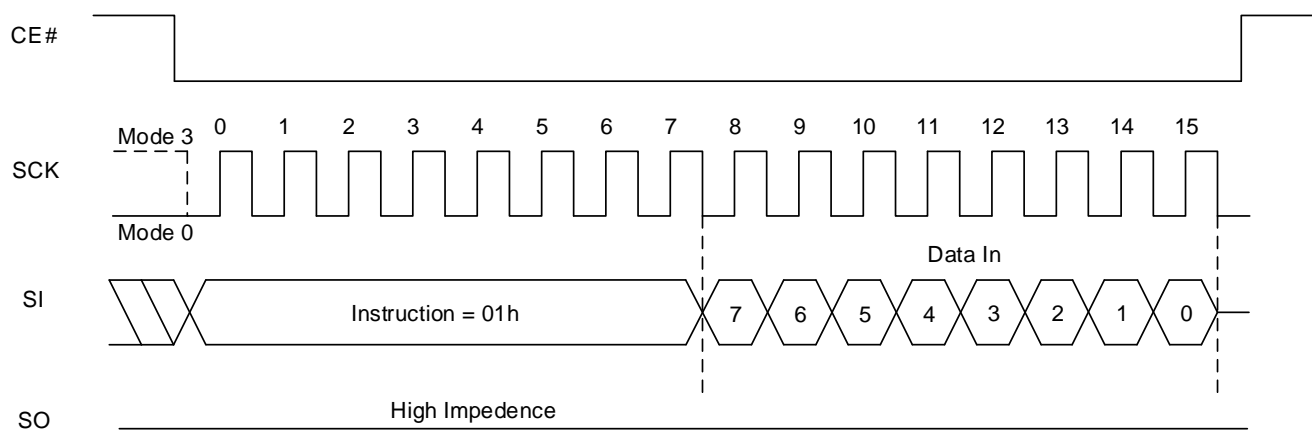 CE#
Mode 3 0 1 2 3 4 5 6 7 8 9 10 11 12 13 14 15
SCK
Mode 0
Data In
SI Instruction = 01h 7 6 5 4 3 2 1 0
High Impedence
SO